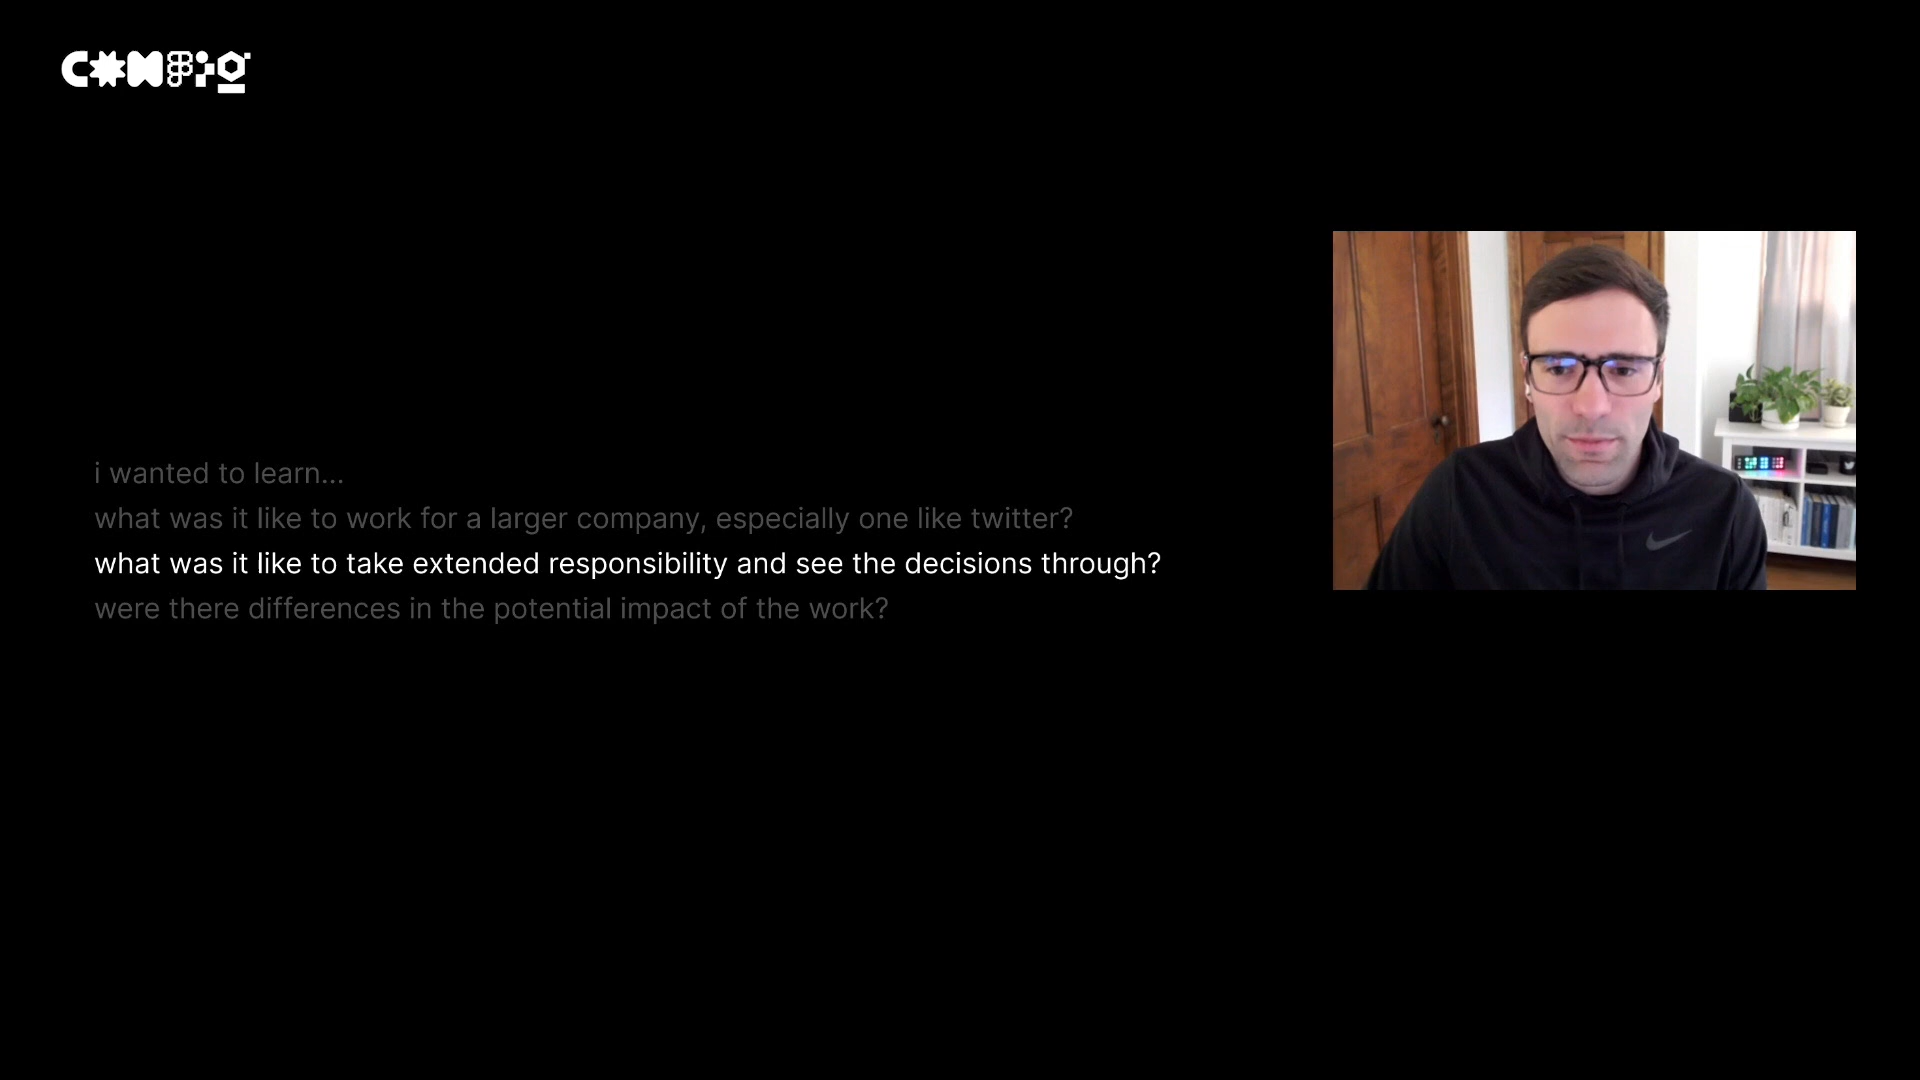 CONFIG
i wanted to learn...
what was it like to work for a larger company, especially one like twitter?
what was it like to take extended responsibility and see the decisions through?
were there differences in the potential impact of the work?